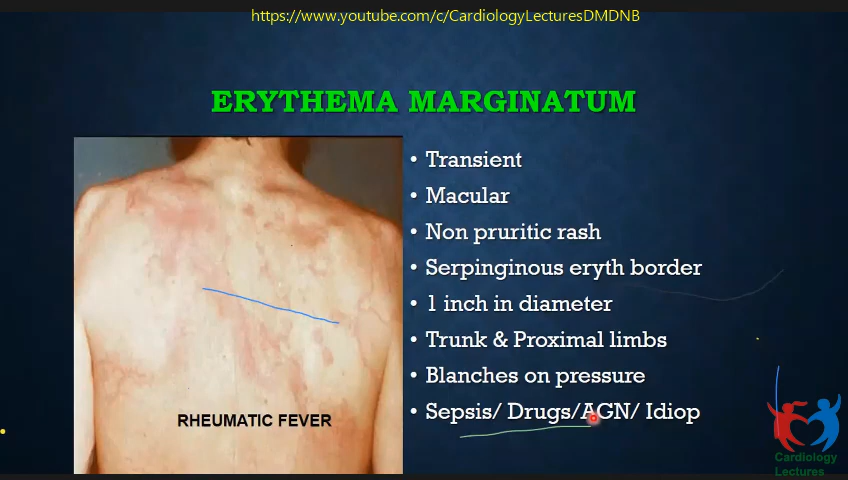 https://www.youtube.com/c/CardiologyLecturesDMDNB
ERYTHEMA MARGINATUM
• Transient
• Macular
• Non pruritic rash
• Serpinginous eryth border
• 1 inch in diameter
• Trunk & Proximal limbs
• Blanches on pressure
• Sepsis/ Drugs/AGN/ Idiop
RHEUMATIC FEVER
Cardiology
Lectures